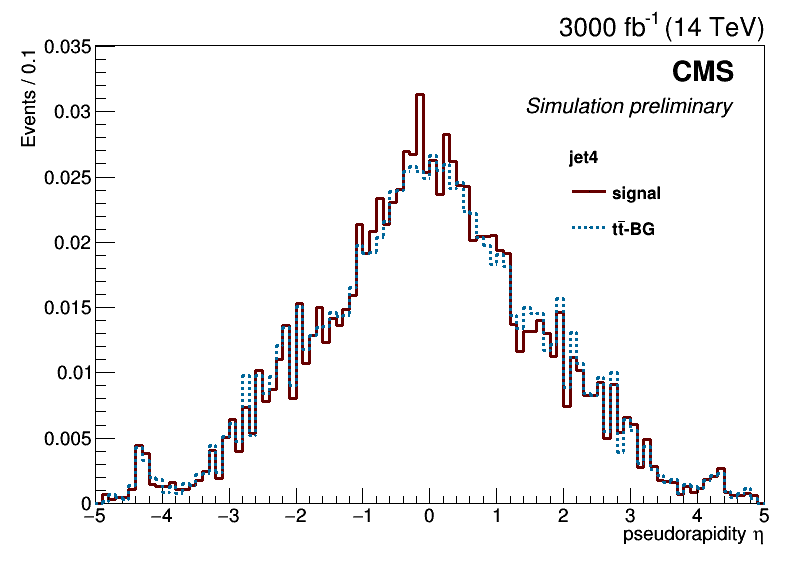 3000 fb⁻¹ (14 TeV)
CMS
Simulation preliminary
jet4
signal
tt̄-BG
Events / 0.1
0.035
0.03
0.025
0.02
0.015
0.01
0.005
0
−5 −4 −3 −2 −1 0 1 2 3 4 5
pseudorapidity η